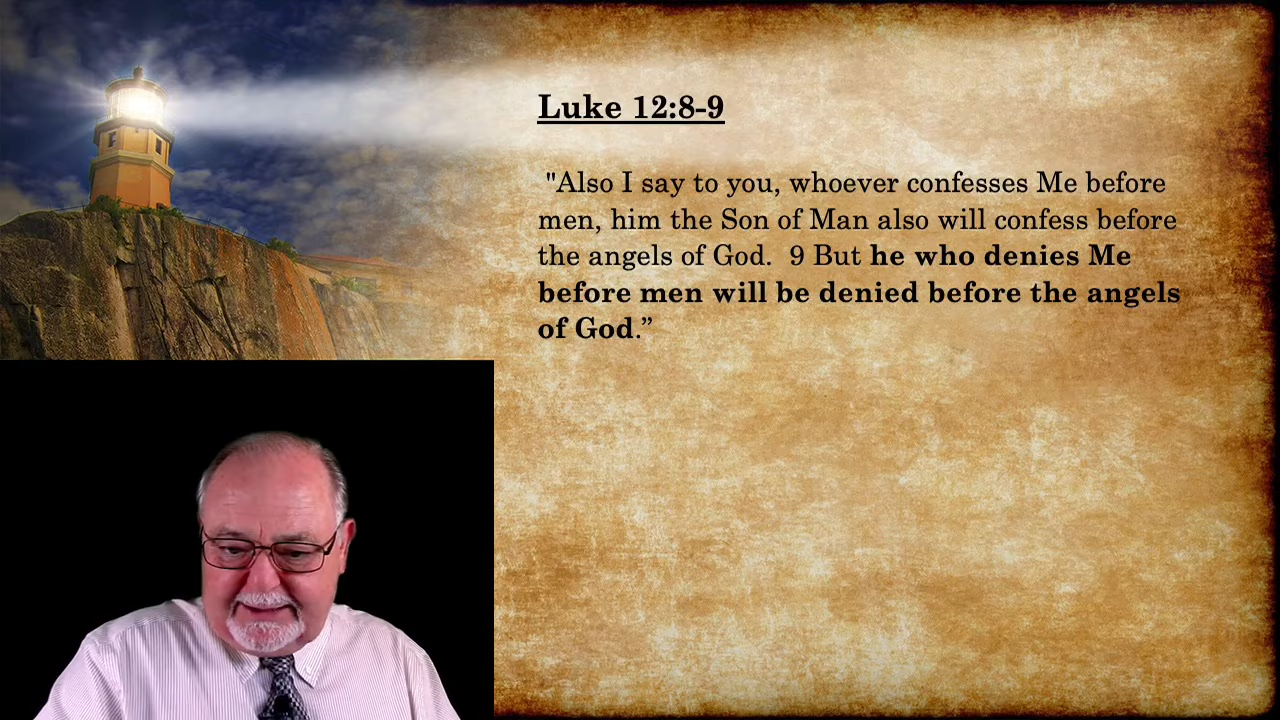 Luke 12:8-9
"Also I say to you, whoever confesses Me before
men, him the Son of Man also will confess before
the angels of God.  9 But he who denies Me
before men will be denied before the angels
of God.”